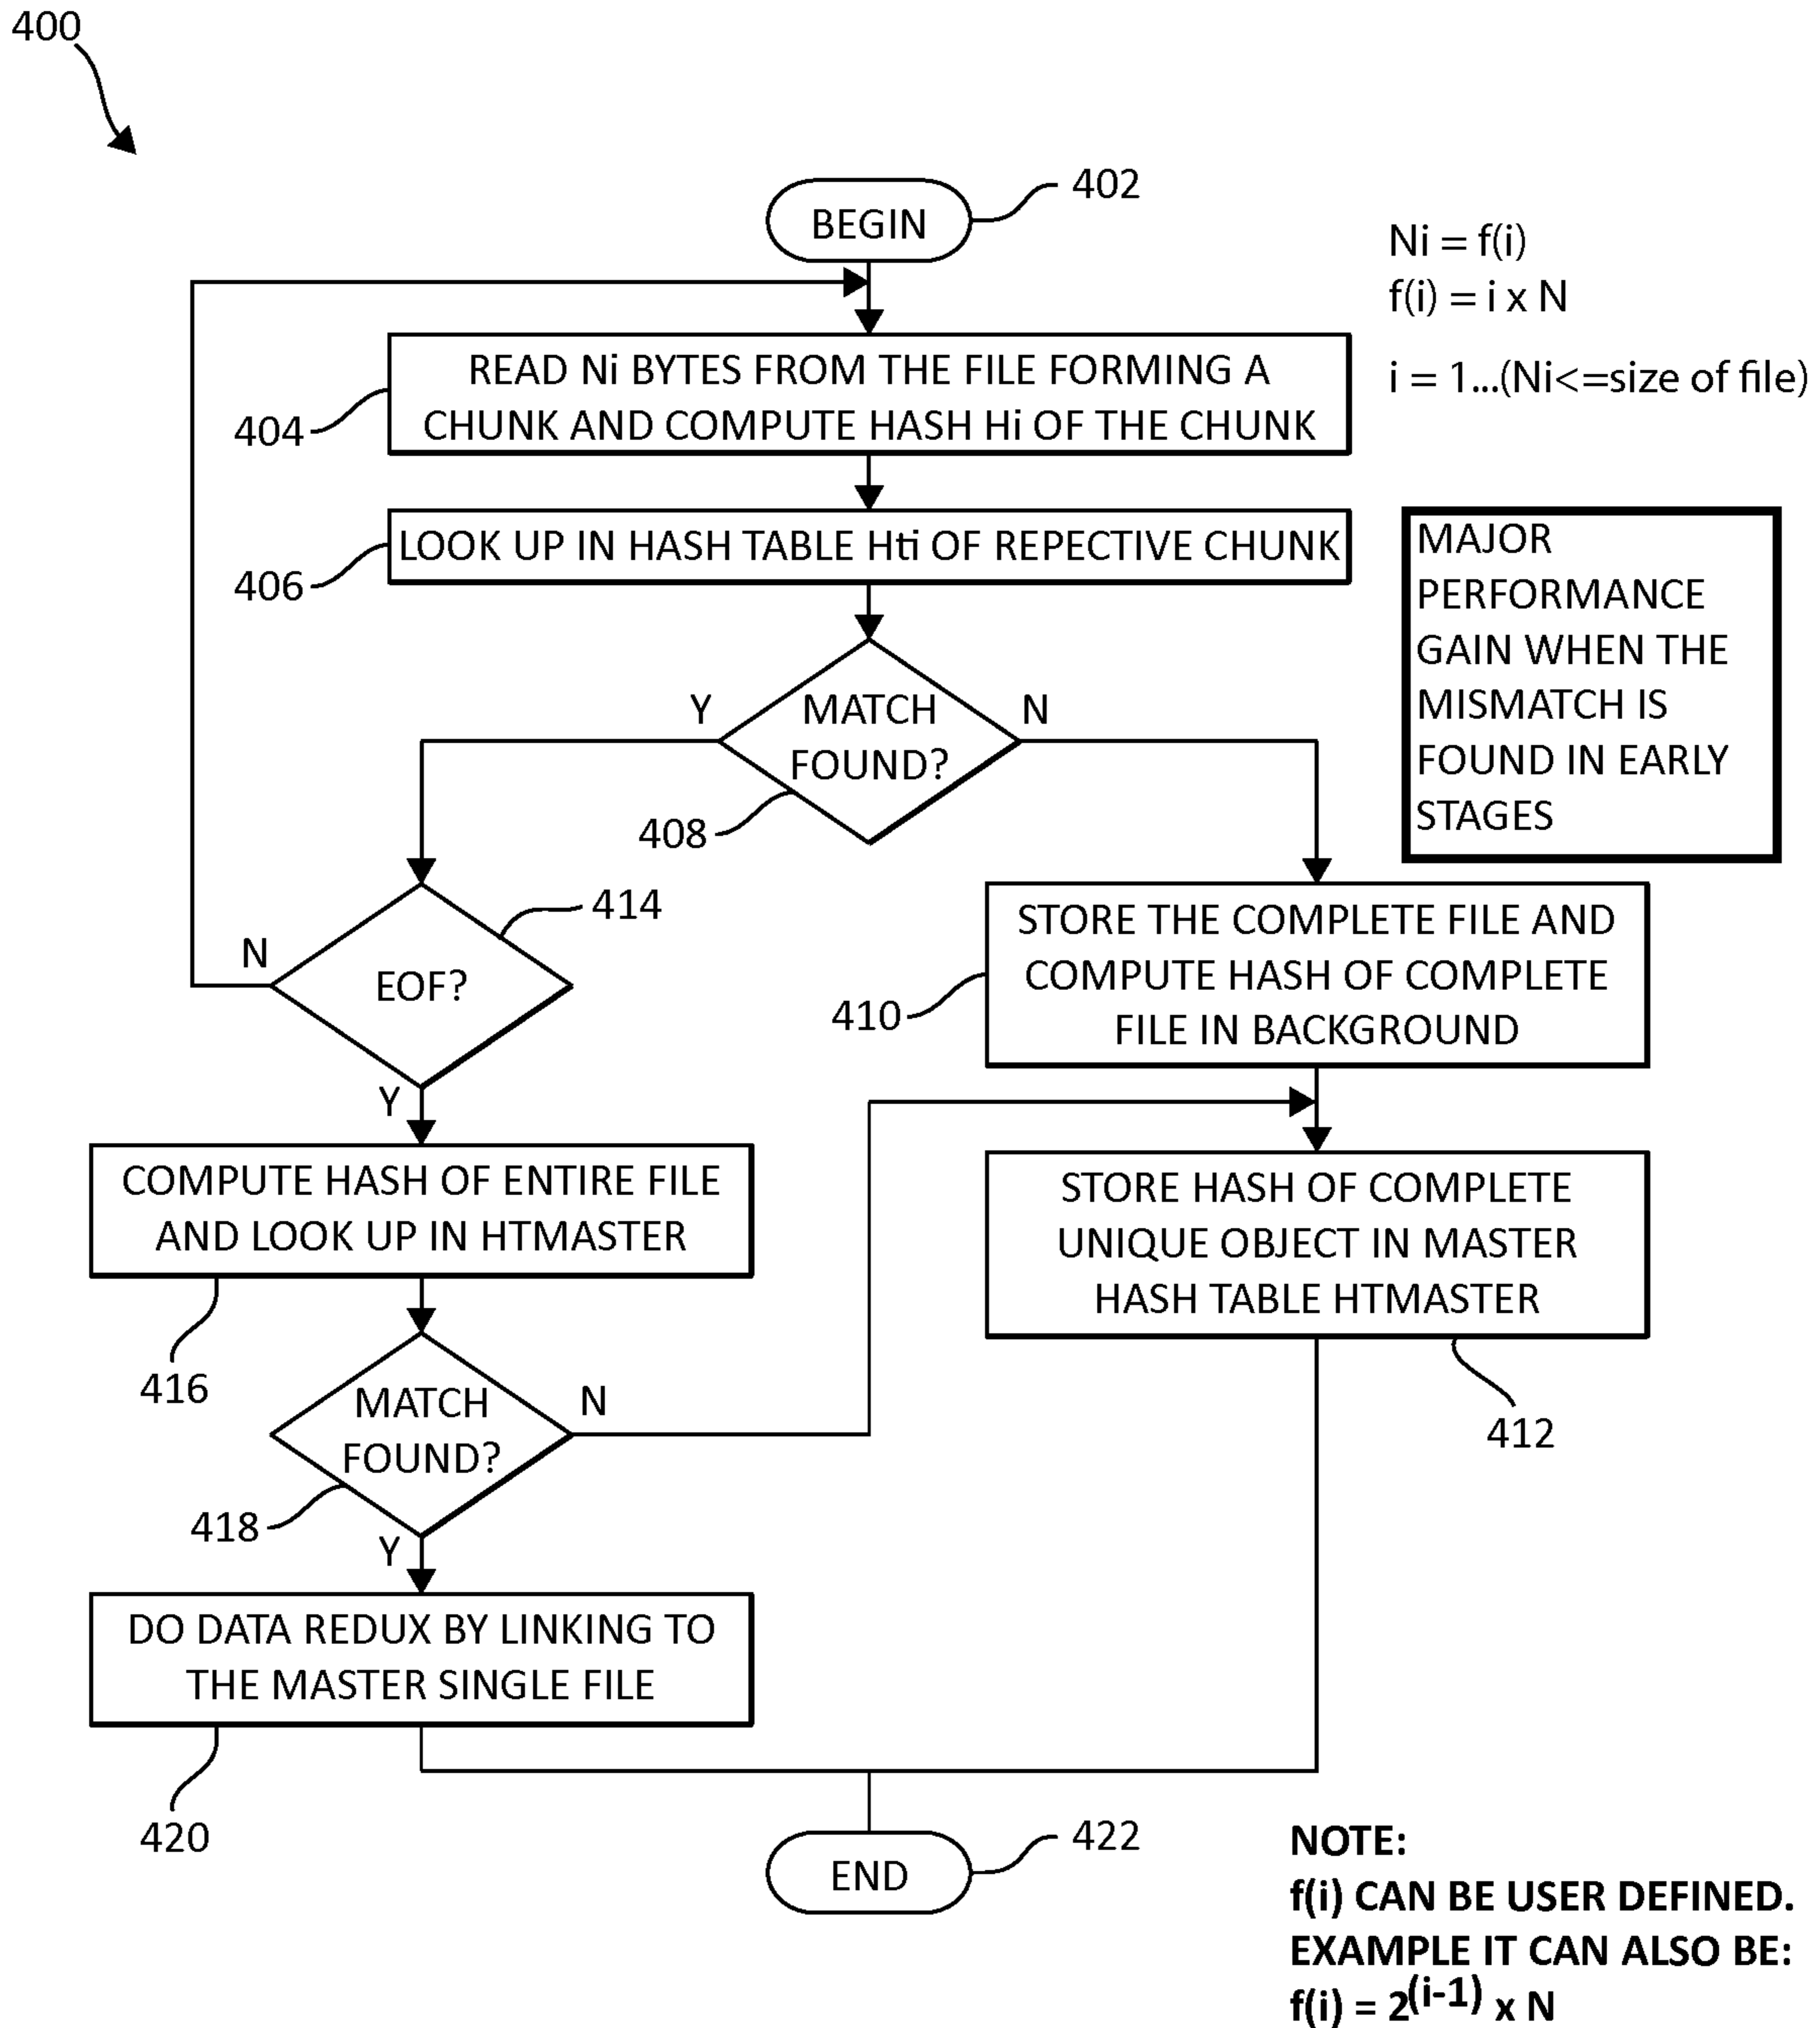 400
BEGIN
402
Ni = f(i)
f(i) = i x N
i = 1...(Ni<=size of file)
READ Ni BYTES FROM THE FILE FORMING A
CHUNK AND COMPUTE HASH Hi OF THE CHUNK
404
LOOK UP IN HASH TABLE Hti OF REPECTIVE CHUNK
406
MAJOR
PERFORMANCE
GAIN WHEN THE
MISMATCH IS
FOUND IN EARLY
STAGES
Y
MATCH
FOUND?
N
408
414
N
EOF?
Y
STORE THE COMPLETE FILE AND
COMPUTE HASH OF COMPLETE
FILE IN BACKGROUND
410
COMPUTE HASH OF ENTIRE FILE
AND LOOK UP IN HTMASTER
416
STORE HASH OF COMPLETE
UNIQUE OBJECT IN MASTER
HASH TABLE HTMASTER
412
MATCH
FOUND?
N
418
Y
DO DATA REDUX BY LINKING TO
THE MASTER SINGLE FILE
420
END
422
NOTE:
f(i) CAN BE USER DEFINED.
EXAMPLE IT CAN ALSO BE:
f(i) = 2^(i-1) x N